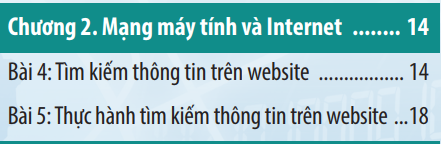 Chương 2. Mạng máy tính và Internet ........ 14
Bài 4: Tìm kiếm thông tin trên website ................. 14
Bài 5: Thực hành tìm kiếm thông tin trên website ...18